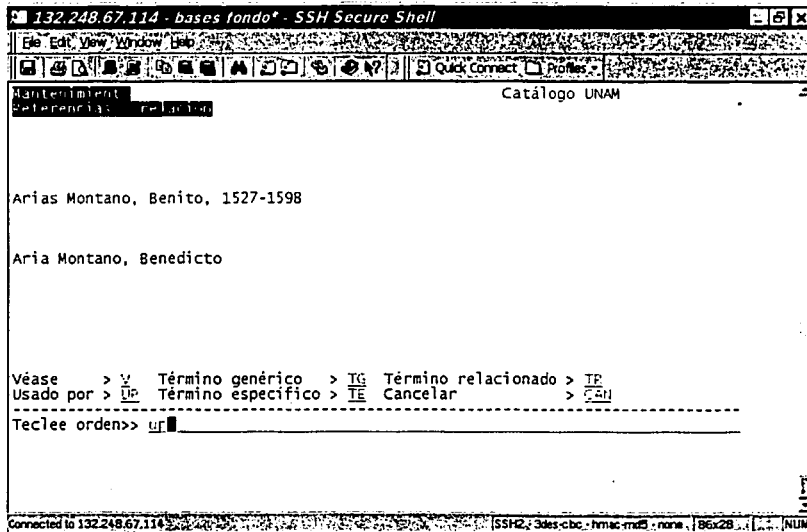 132.248.67.114 - bases fondo* - SSH Secure Shell
File Edit View Window Help
Quick Connect Profiles
Mantenimient
Referencias relación
Catálogo UNAM
Arias Montano, Benito, 1527-1598
Aria Montano, Benedicto
Véase > V Término genérico > TG Término relacionado > TR
Usado por > UP Término específico > TE Cancelar > CAN
Teclee orden>> up
Connected to 132.248.67.114 SSH2 - 3des-cbc - hmac-md5 - none 86x28